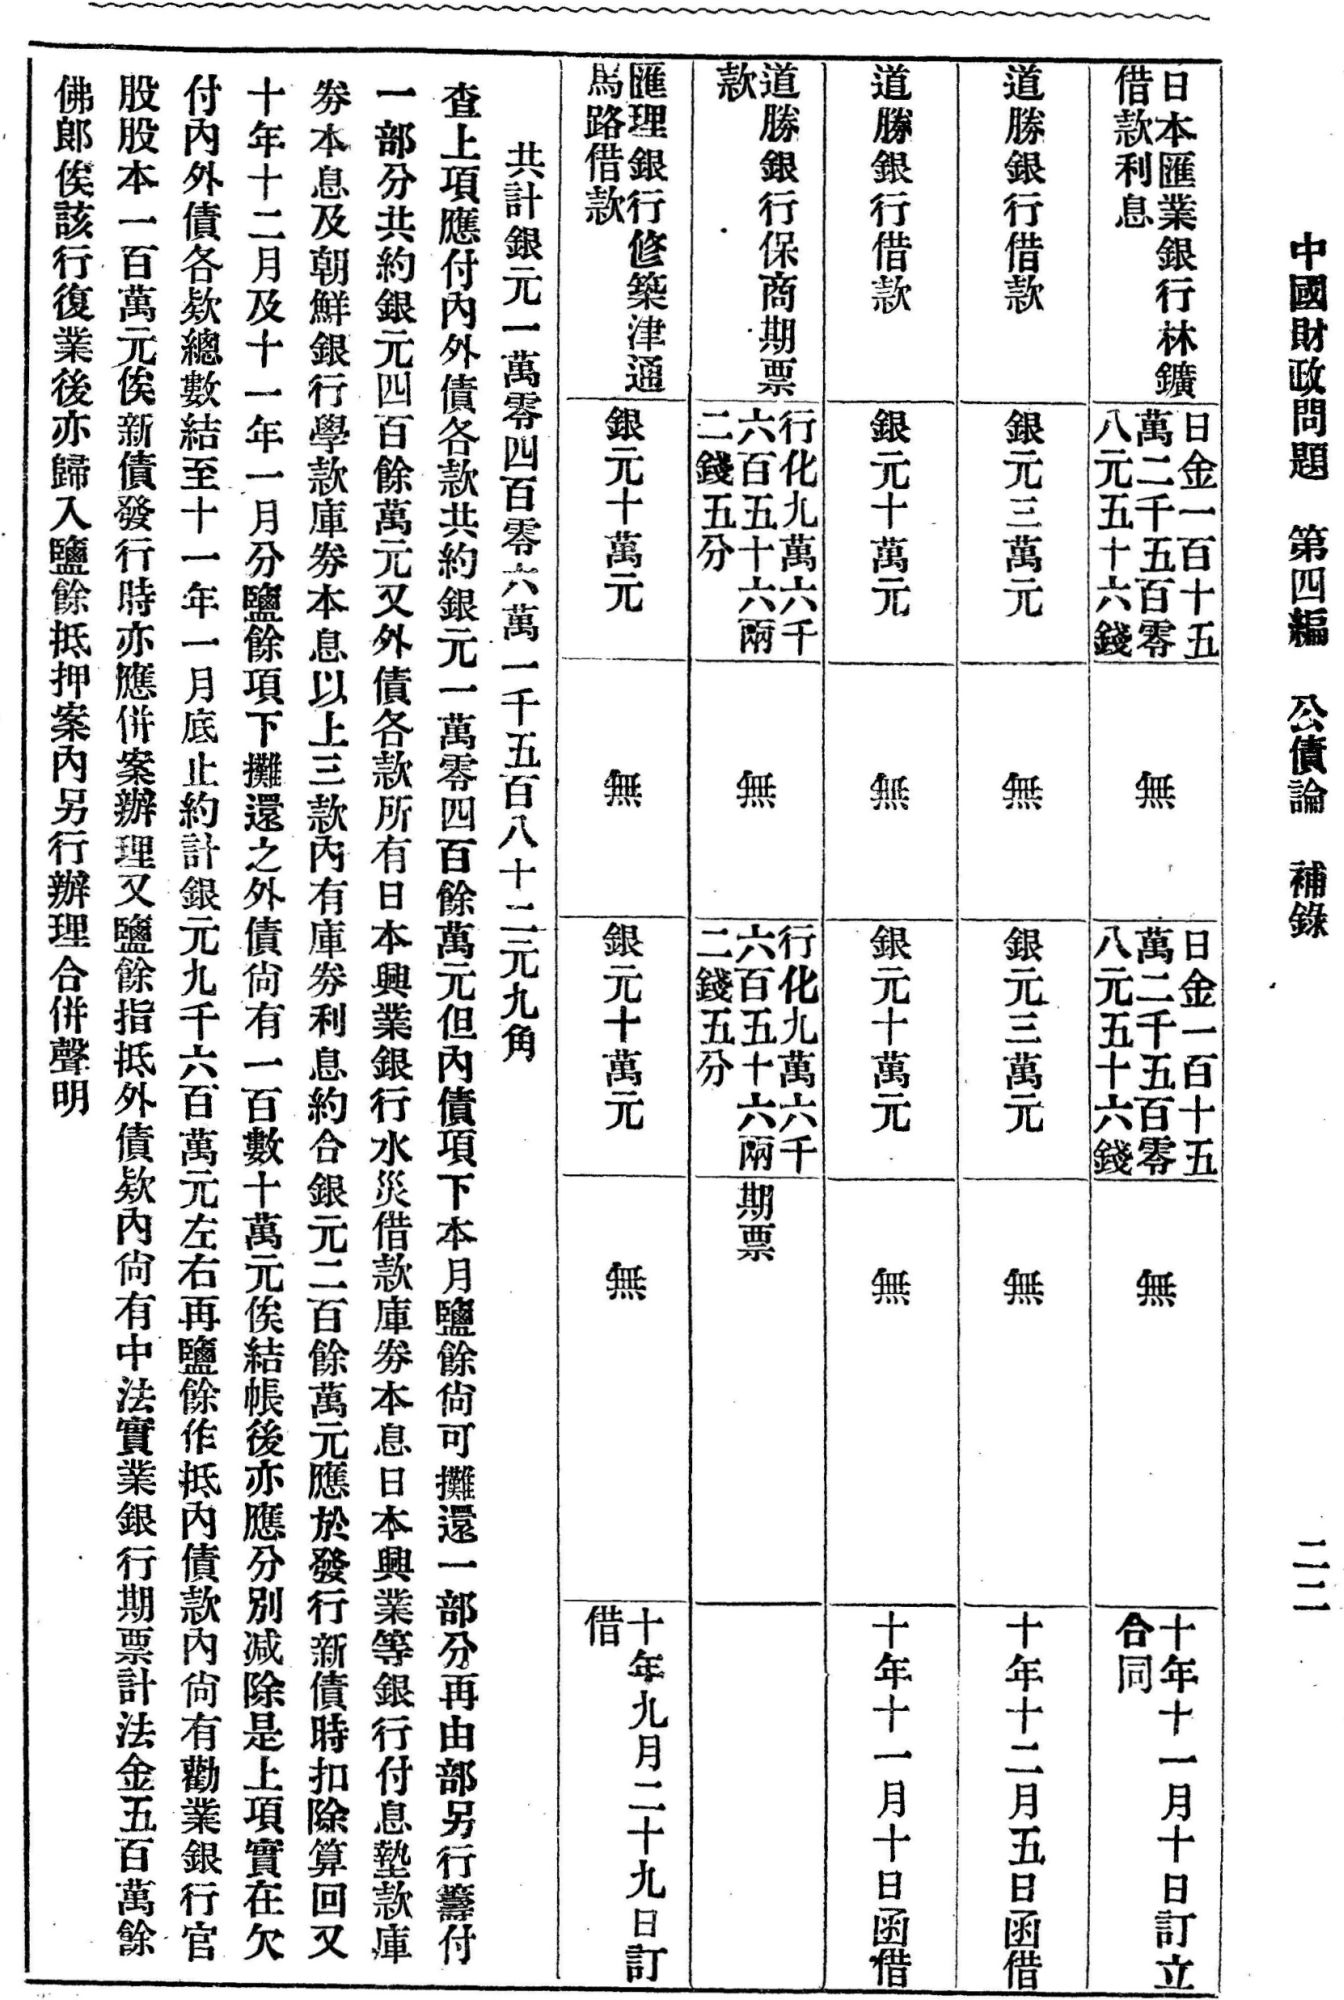 中國財政問題　第四編　公債論　補錄
二二
日本匯業銀行林鑛
借款利息
日金一百十五
萬二千五百零
八元五十六錢
無
日金一百十五
萬二千五百零
八元五十六錢
無
十年十一月十日訂立
合同
道勝銀行借款
銀元三萬元
無
銀元三萬元
無
十年十二月五日函借
道勝銀行借款
銀元十萬元
無
銀元十萬元
無
十年十一月十日函借
道勝銀行保商期票
款
行化九萬六千
六百五十六兩
二錢五分
無
行化九萬六千
六百五十六兩
二錢五分
期票
匯理銀行修築津通
馬路借款
銀元十萬元
無
銀元十萬元
無
十年九月二十九日訂
借
共計銀元一萬零四百零六萬一千五百八十二元九角
查上項應付內外債各款共約銀元一萬零四百餘萬元但內債項下本月鹽餘尙可攤還一部分再由部另行籌付
一部分共約銀元四百餘萬元又外債各款所有日本興業銀行水災借款庫劵本息日本興業等銀行付息墊款庫
劵本息及朝鮮銀行學款庫劵本息以上三款內有庫劵利息約合銀元二百餘萬元應於發行新債時扣除算回又
十年十二月及十一年一月分鹽餘項下攤還之外債尙有一百數十萬元俟結帳後亦應分別減除是上項實在欠
付內外債各欵總數結至十一年一月底止約計銀元九千六百萬元左右再鹽餘作抵內債款內尙有勸業銀行官
股股本一百萬元俟新債發行時亦應併案辦理又鹽餘指抵外債欵內尙有中法實業銀行期票計法金五百萬餘
佛郎俟該行復業後亦歸入鹽餘抵押案內另行辦理合併聲明